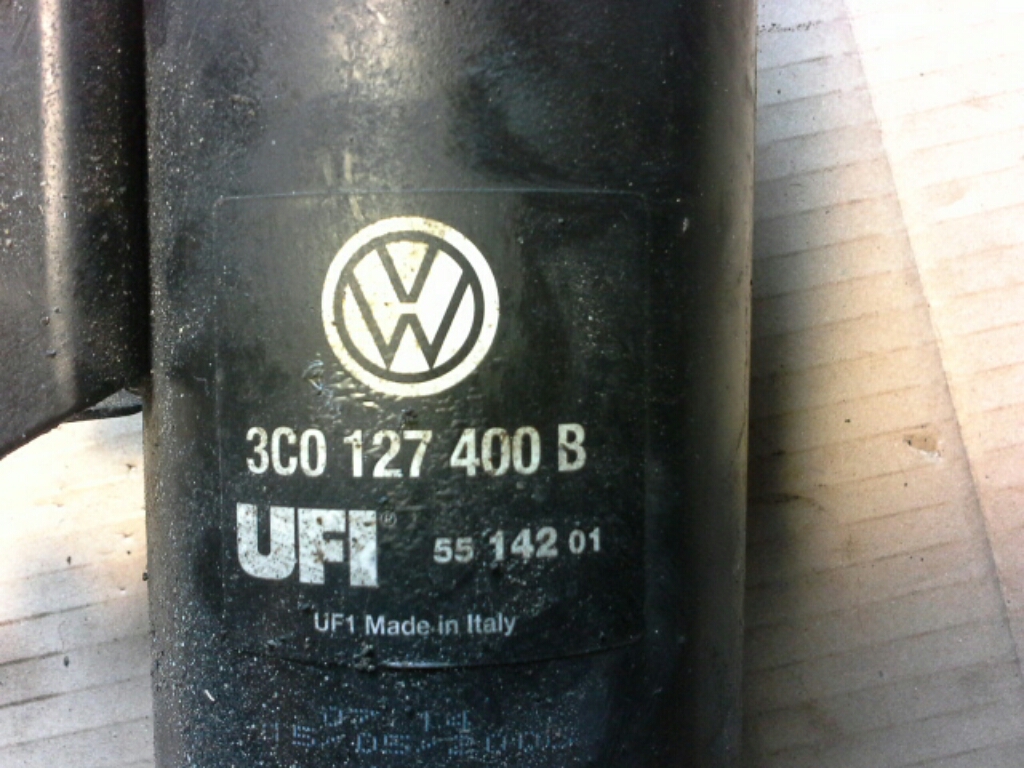 3C0 127 400 B
UFI® 55 142 01
UF1 Made in Italy